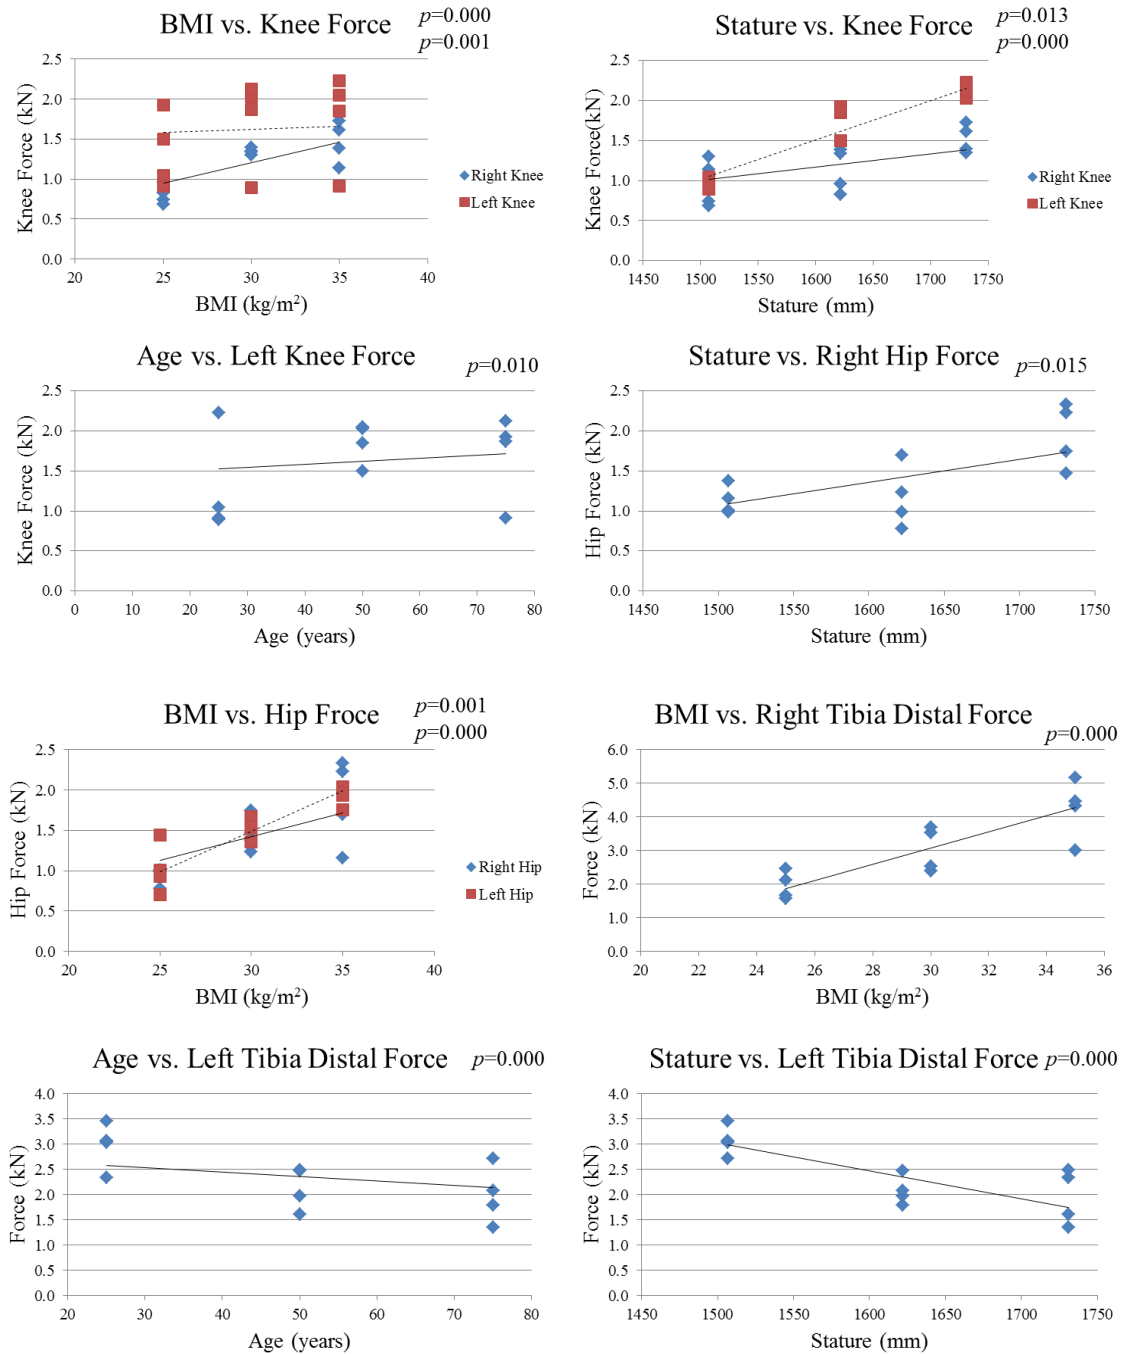 BMI vs. Knee Force
p=0.000
p=0.001
Knee Force (kN)
2.5
2.0
1.5
1.0
0.5
0.0
20 25 30 35 40
BMI (kg/m²)
Right Knee
Left Knee
Stature vs. Knee Force
p=0.013
p=0.000
Knee Force(kN)
2.5
2.0
1.5
1.0
0.5
0.0
1450 1500 1550 1600 1650 1700 1750
Stature (mm)
Right Knee
Left Knee
Age vs. Left Knee Force
p=0.010
Knee Force (kN)
2.5
2.0
1.5
1.0
0.5
0.0
0 10 20 30 40 50 60 70 80
Age (years)
Stature vs. Right Hip Force
p=0.015
Hip Force (kN)
2.5
2.0
1.5
1.0
0.5
0.0
1450 1500 1550 1600 1650 1700 1750
Stature (mm)
BMI vs. Hip Froce
p=0.001
p=0.000
Hip Force (kN)
2.5
2.0
1.5
1.0
0.5
0.0
20 25 30 35 40
BMI (kg/m²)
Right Hip
Left Hip
BMI vs. Right Tibia Distal Force
p=0.000
Force (kN)
6.0
5.0
4.0
3.0
2.0
1.0
0.0
20 22 24 26 28 30 32 34 36
BMI (kg/m²)
Age vs. Left Tibia Distal Force
p=0.000
Force (kN)
4.0
3.5
3.0
2.5
2.0
1.5
1.0
0.5
0.0
20 30 40 50 60 70 80
Age (years)
Stature vs. Left Tibia Distal Force
p=0.000
Force (kN)
4.0
3.5
3.0
2.5
2.0
1.5
1.0
0.5
0.0
1450 1500 1550 1600 1650 1700 1750
Stature (mm)